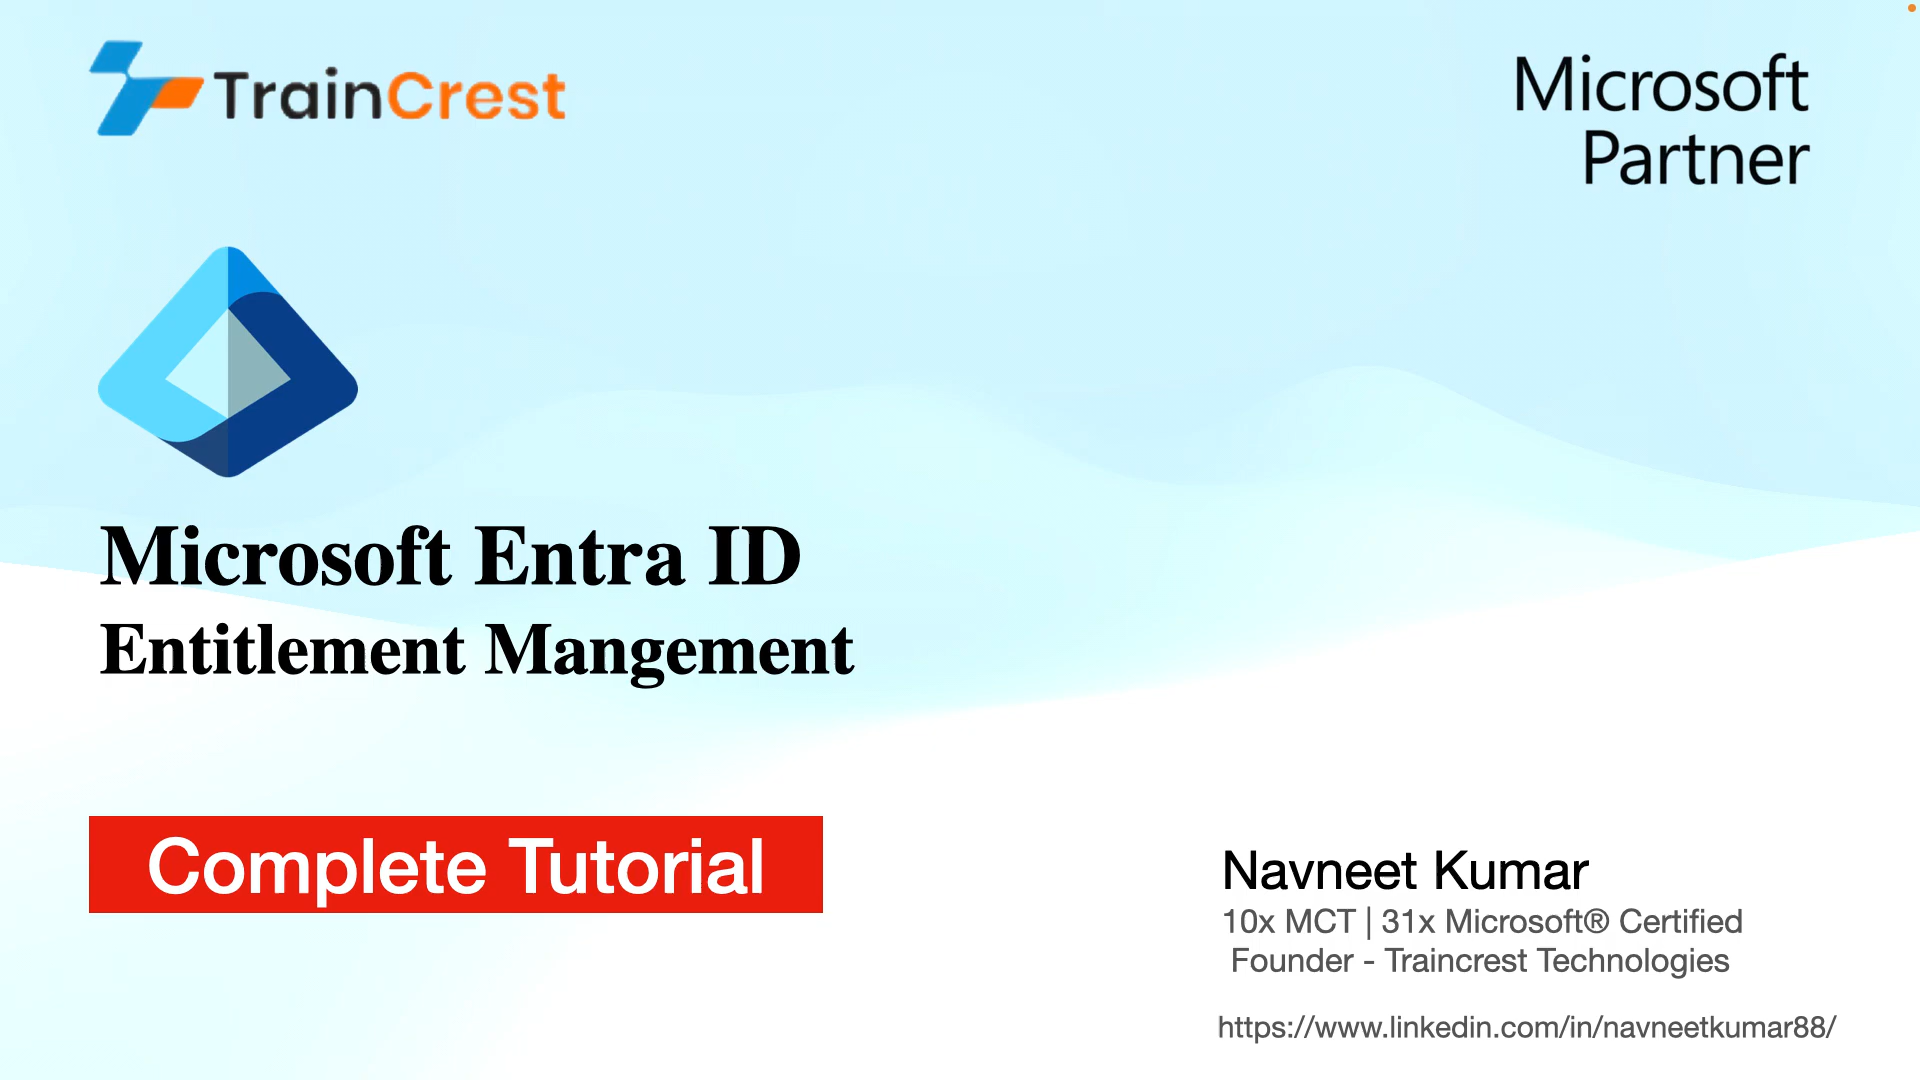 TrainCrest
Microsoft
Partner
Microsoft Entra ID
Entitlement Mangement
Complete Tutorial
Navneet Kumar
10x MCT | 31x Microsoft® Certified
Founder - Traincrest Technologies
https://www.linkedin.com/in/navneetkumar88/